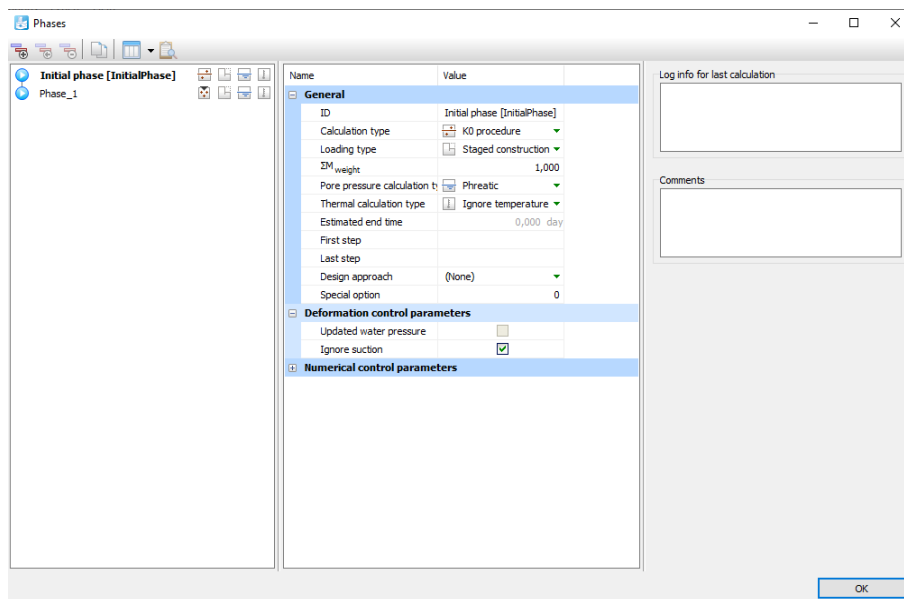 Phases
Initial phase [InitialPhase]
Phase_1
Name Value
General
ID Initial phase [InitialPhase]
Calculation type K0 procedure
Loading type Staged construction
ΣM weight 1,000
Pore pressure calculation ty Phreatic
Thermal calculation type Ignore temperature
Estimated end time 0,000 day
First step
Last step
Design approach (None)
Special option 0
Deformation control parameters
Updated water pressure
Ignore suction
Numerical control parameters
Log info for last calculation
Comments
OK